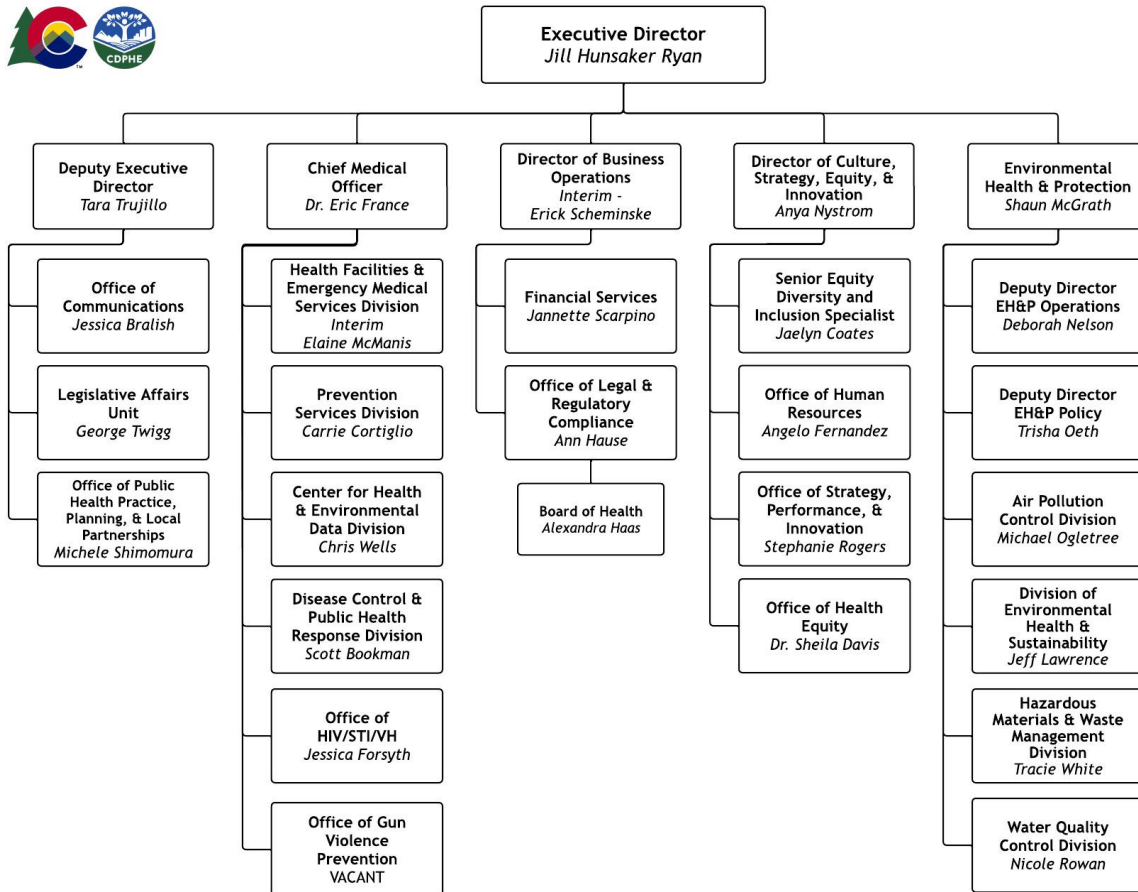 CDPHE
TM
Executive Director
Jill Hunsaker Ryan
Deputy Executive
Director
Tara Trujillo
Office of
Communications
Jessica Bralish
Legislative Affairs
Unit
George Twigg
Office of Public
Health Practice,
Planning, & Local
Partnerships
Michele Shimomura
Chief Medical
Officer
Dr. Eric France
Health Facilities &
Emergency Medical
Services Division
Interim
Elaine McManis
Prevention
Services Division
Carrie Cortiglio
Center for Health
& Environmental
Data Division
Chris Wells
Disease Control &
Public Health
Response Division
Scott Bookman
Office of
HIV/STI/VH
Jessica Forsyth
Office of Gun
Violence
Prevention
VACANT
Director of Business
Operations
Interim -
Erick Scheminske
Financial Services
Jannette Scarpino
Office of Legal &
Regulatory
Compliance
Ann Hause
Board of Health
Alexandra Haas
Director of Culture,
Strategy, Equity, &
Innovation
Anya Nystrom
Senior Equity
Diversity and
Inclusion Specialist
Jaelyn Coates
Office of Human
Resources
Angelo Fernandez
Office of Strategy,
Performance, &
Innovation
Stephanie Rogers
Office of Health
Equity
Dr. Sheila Davis
Environmental
Health & Protection
Shaun McGrath
Deputy Director
EH&P Operations
Deborah Nelson
Deputy Director
EH&P Policy
Trisha Oeth
Air Pollution
Control Division
Michael Ogletree
Division of
Environmental
Health &
Sustainability
Jeff Lawrence
Hazardous
Materials & Waste
Management
Division
Tracie White
Water Quality
Control Division
Nicole Rowan